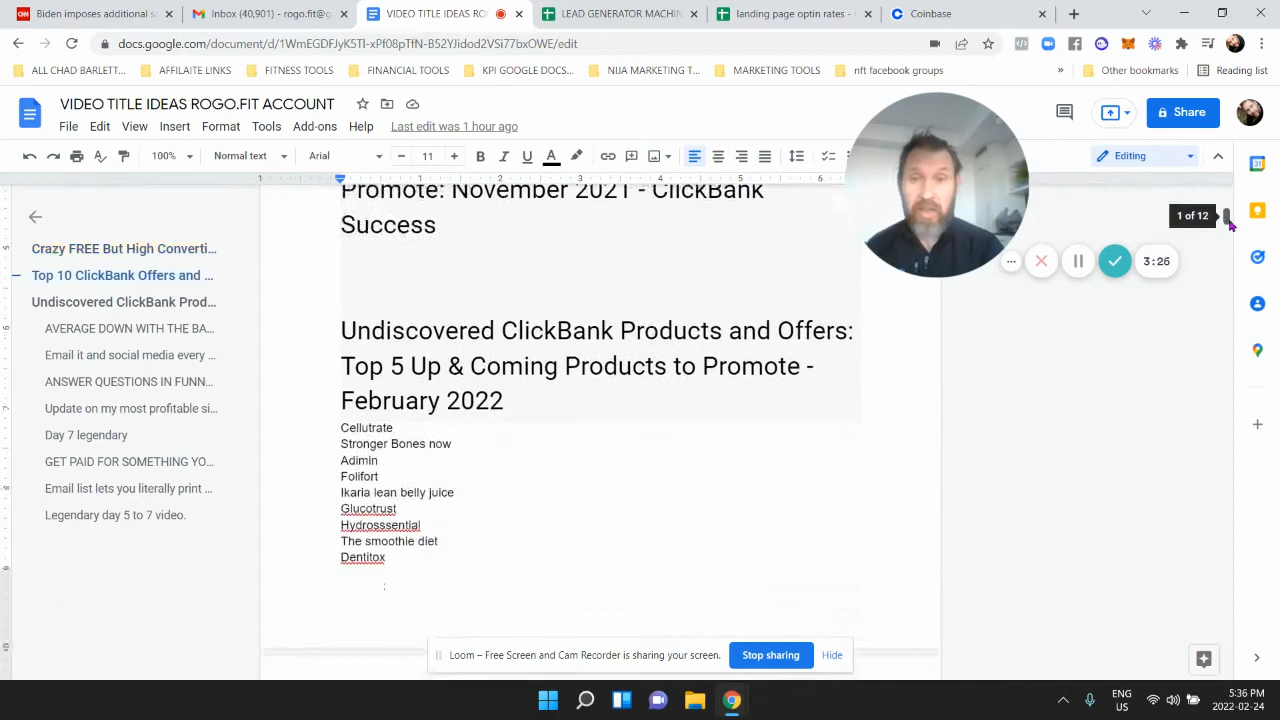 Biden imposes additional sa
Inbox (40,901) - rogo.fit@g
VIDEO TITLE IDEAS RO
LEAD GENERATOR MACHIN
landing page optin rates -
Coinbase
docs.google.com/document/d/1WmEGDFJyK5TI-xPf08pTfN-B52Yidod2VSi77bxQWE/edit
ALL CHAD BARLETT...
AFFILAITE LINKS
FITNESS TOOLS
FINANCIAL TOOLS
KPI GOOGLE DOCS...
NIJA MARKETING T...
MARKETING TOOLS
nft facebook groups
»
Other bookmarks
Reading list
VIDEO TITLE IDEAS ROGO.FIT ACCOUNT
File Edit View Insert Format Tools Add-ons Help Last edit was 1 hour ago
Share
100% Normal text Arial 11 B I U A Editing
1 1 2 3 4 5 6
Promote: November 2021 - ClickBank
Success
1 of 12
3:26
Crazy FREE But High Converti...
Top 10 ClickBank Offers and ...
Undiscovered ClickBank Prod...
AVERAGE DOWN WITH THE BA...
Email it and social media every ...
ANSWER QUESTIONS IN FUNN...
Update on my most profitable si...
Day 7 legendary
GET PAID FOR SOMETHING YO...
Email list lets you literally print ...
Legendary day 5 to 7 video.
Undiscovered ClickBank Products and Offers:
Top 5 Up & Coming Products to Promote -
February 2022
Cellutrate
Stronger Bones now
Adimin
Folifort
Ikaria lean belly juice
Glucotrust
Hydrosssential
The smoothie diet
Dentitox
:
Loom – Free Screen and Cam Recorder is sharing your screen.
Stop sharing
Hide
ENG
US
5:36 PM
2022-02-24